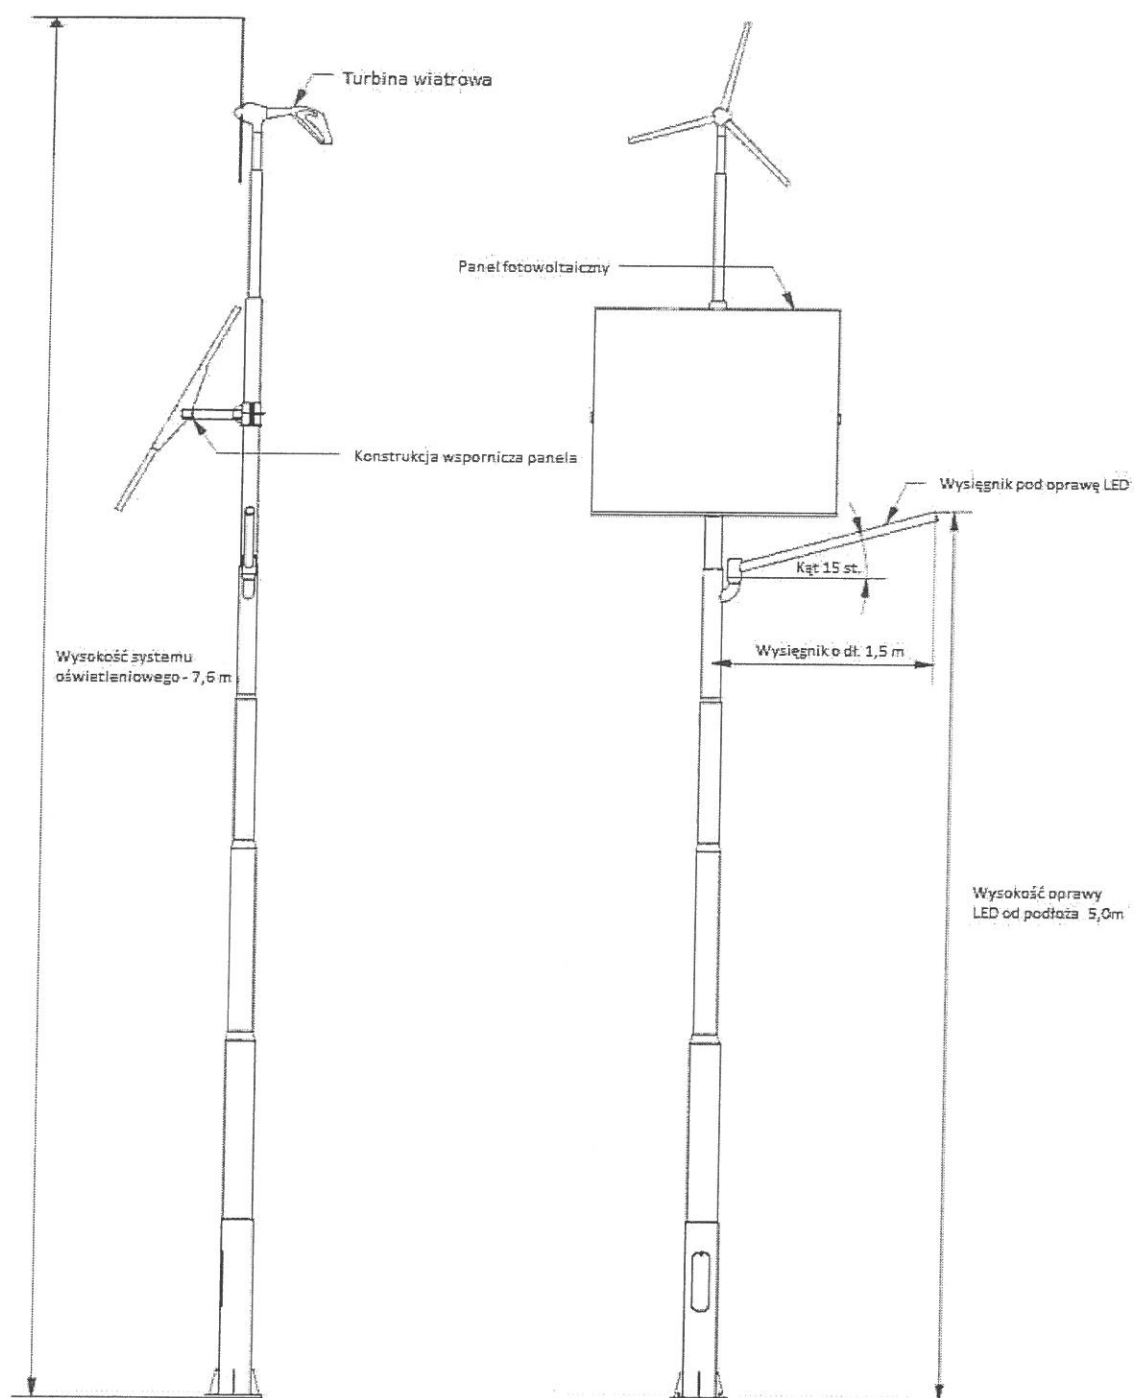 Turbina wiatrowa
Panel fotowoltaiczny
Konstrukcja wspornicza panela
Wysięgnik pod oprawę LED
Kąt 15 st.
Wysięgnik o dł. 1,5 m
Wysokość systemu
oświetleniowego - 7,6 m
Wysokość oprawy
LED od podłoża 5,0m